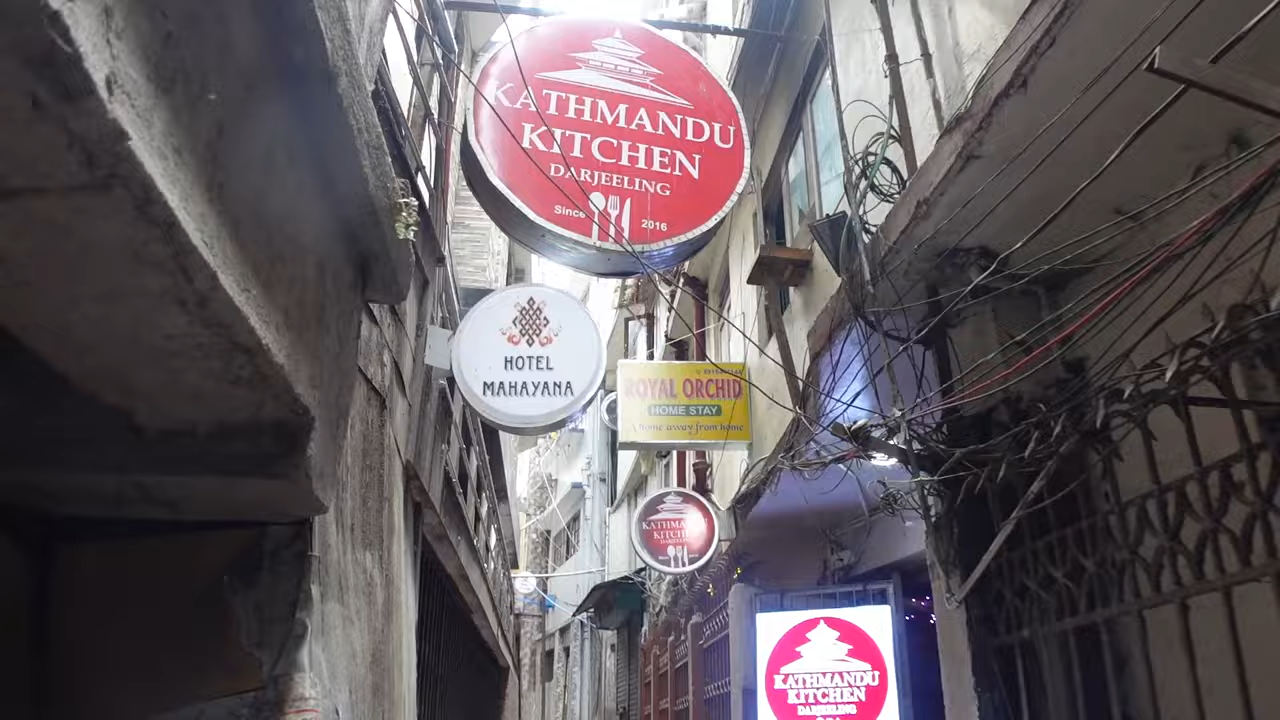 KATHMANDU
KITCHEN
DARJEELING
Since 2016
HOTEL
MAHAYANA
ROYAL ORCHID
HOME STAY
home away from home
KATHMANDU
KITCHEN
DARJEELING
KATHMANDU
KITCHEN
DARJEELING